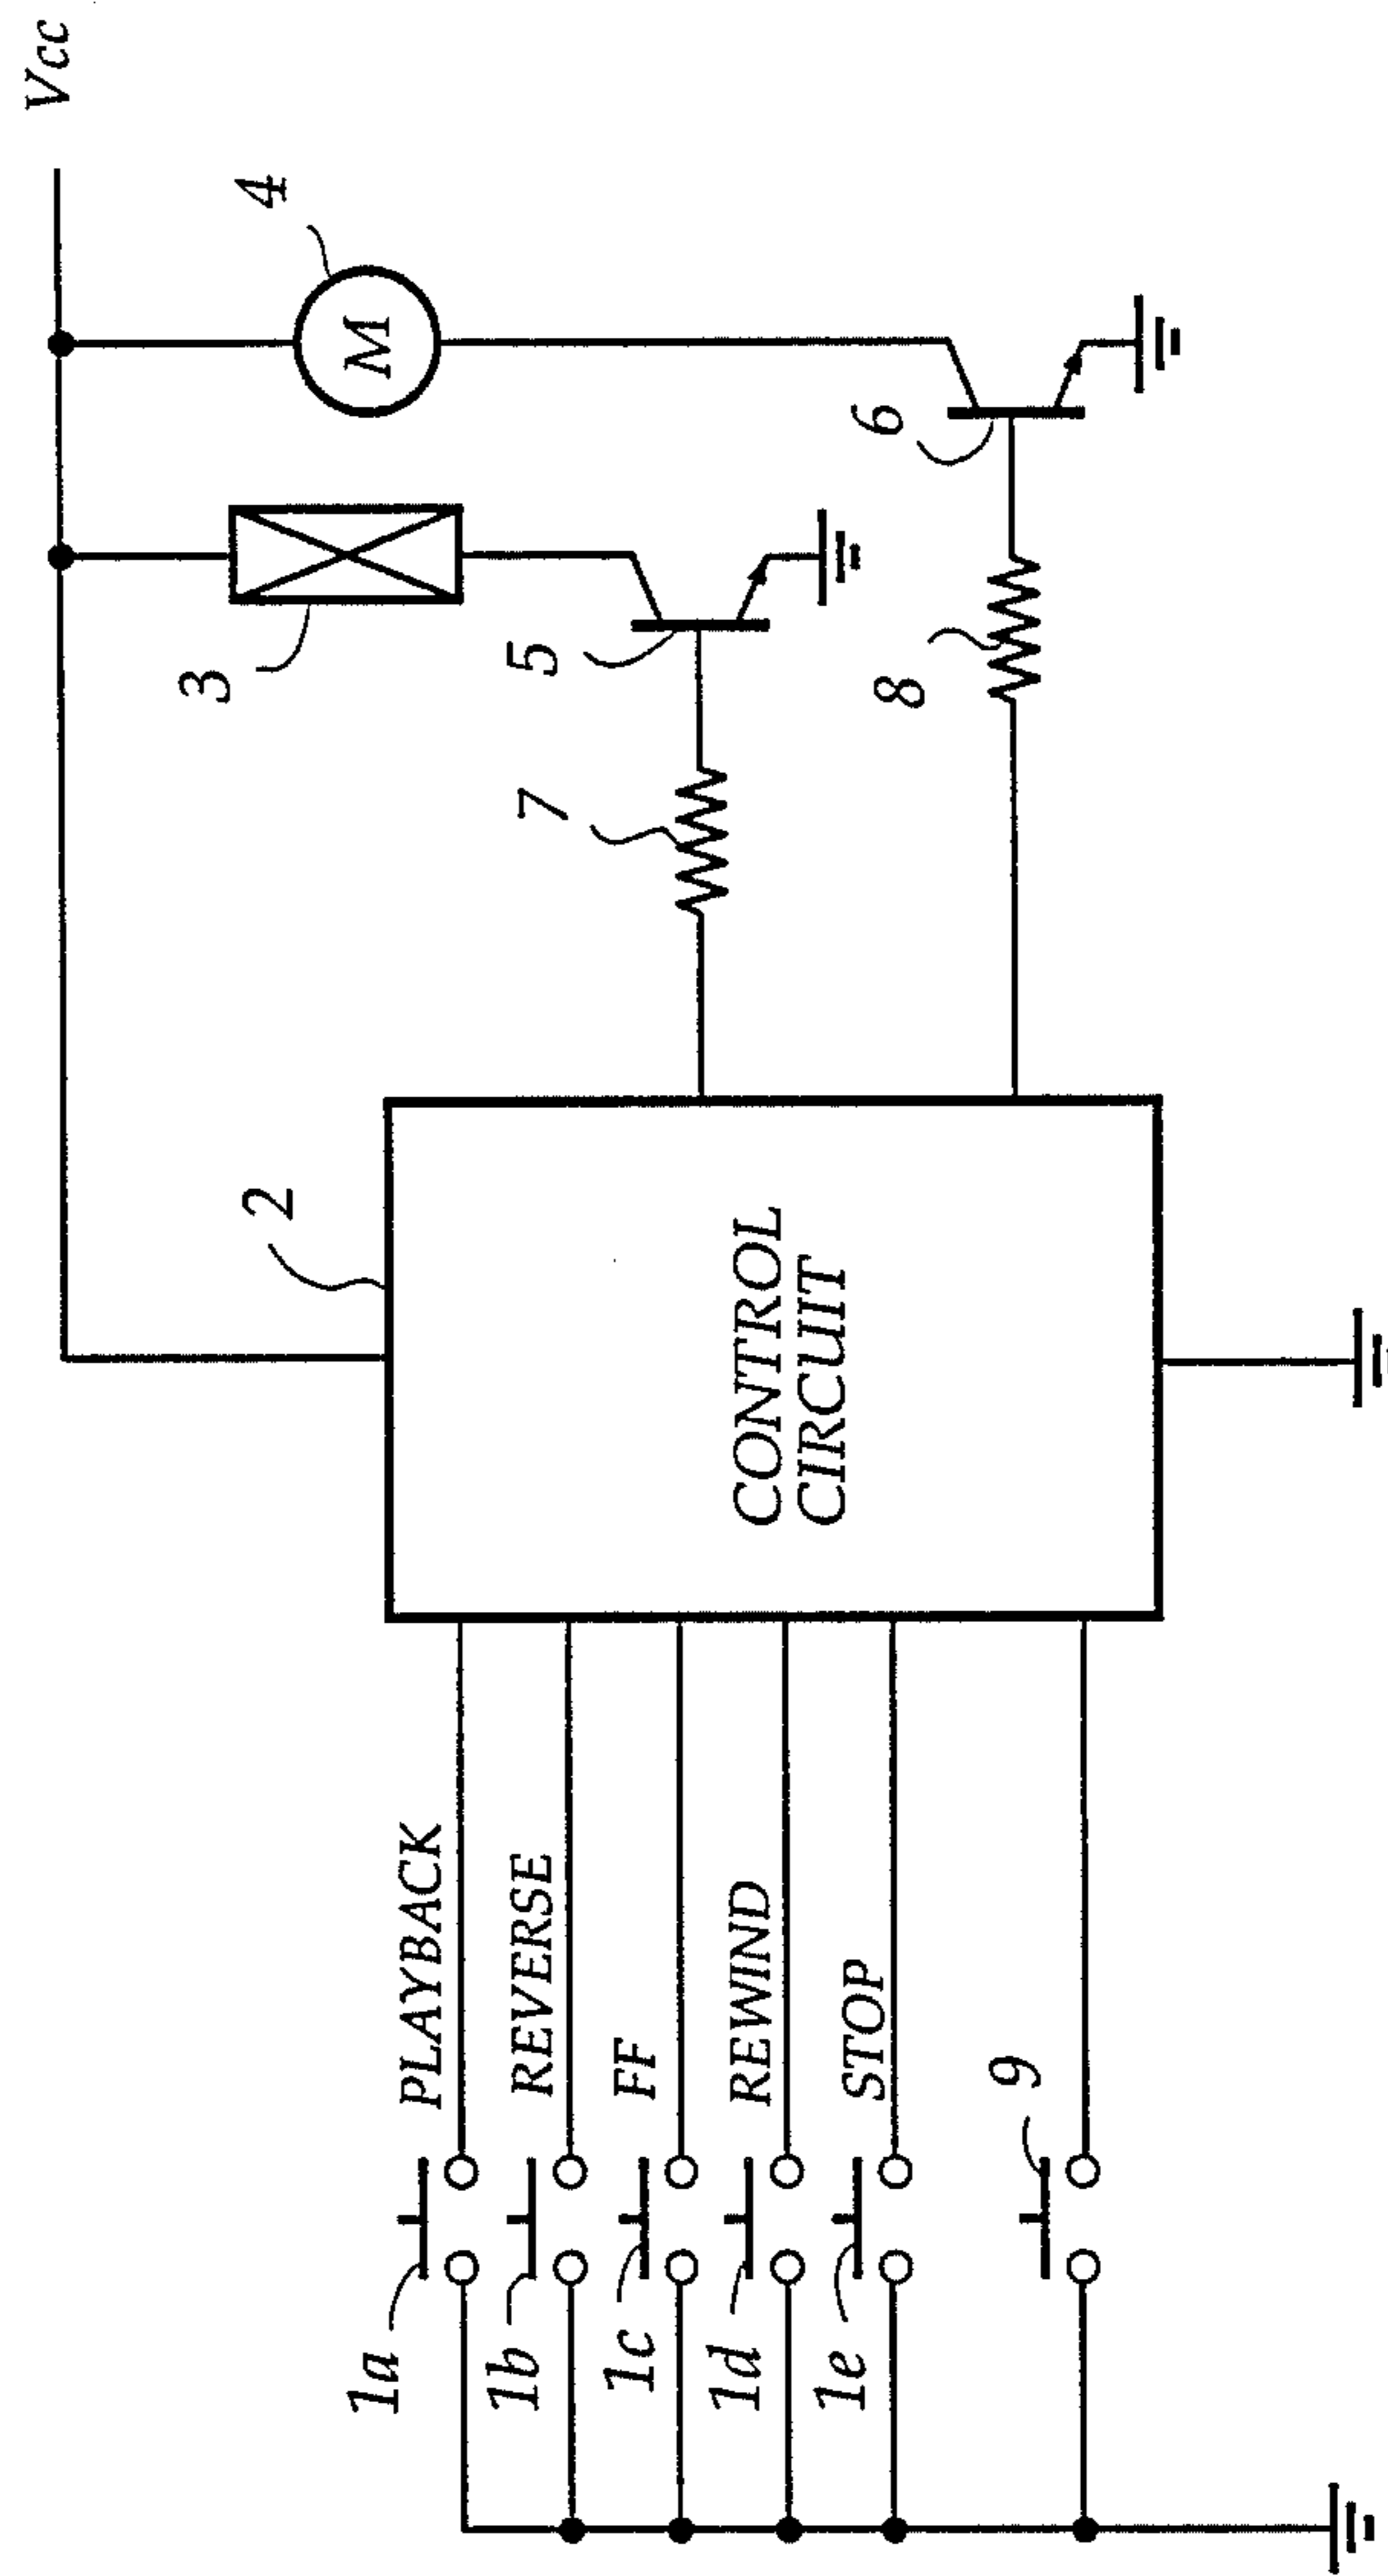 Vcc
4
M
3
5
6
7
8
2
CONTROL
CIRCUIT
PLAYBACK
REVERSE
FF
REWIND
STOP
9
1a
1b
1c
1d
1e